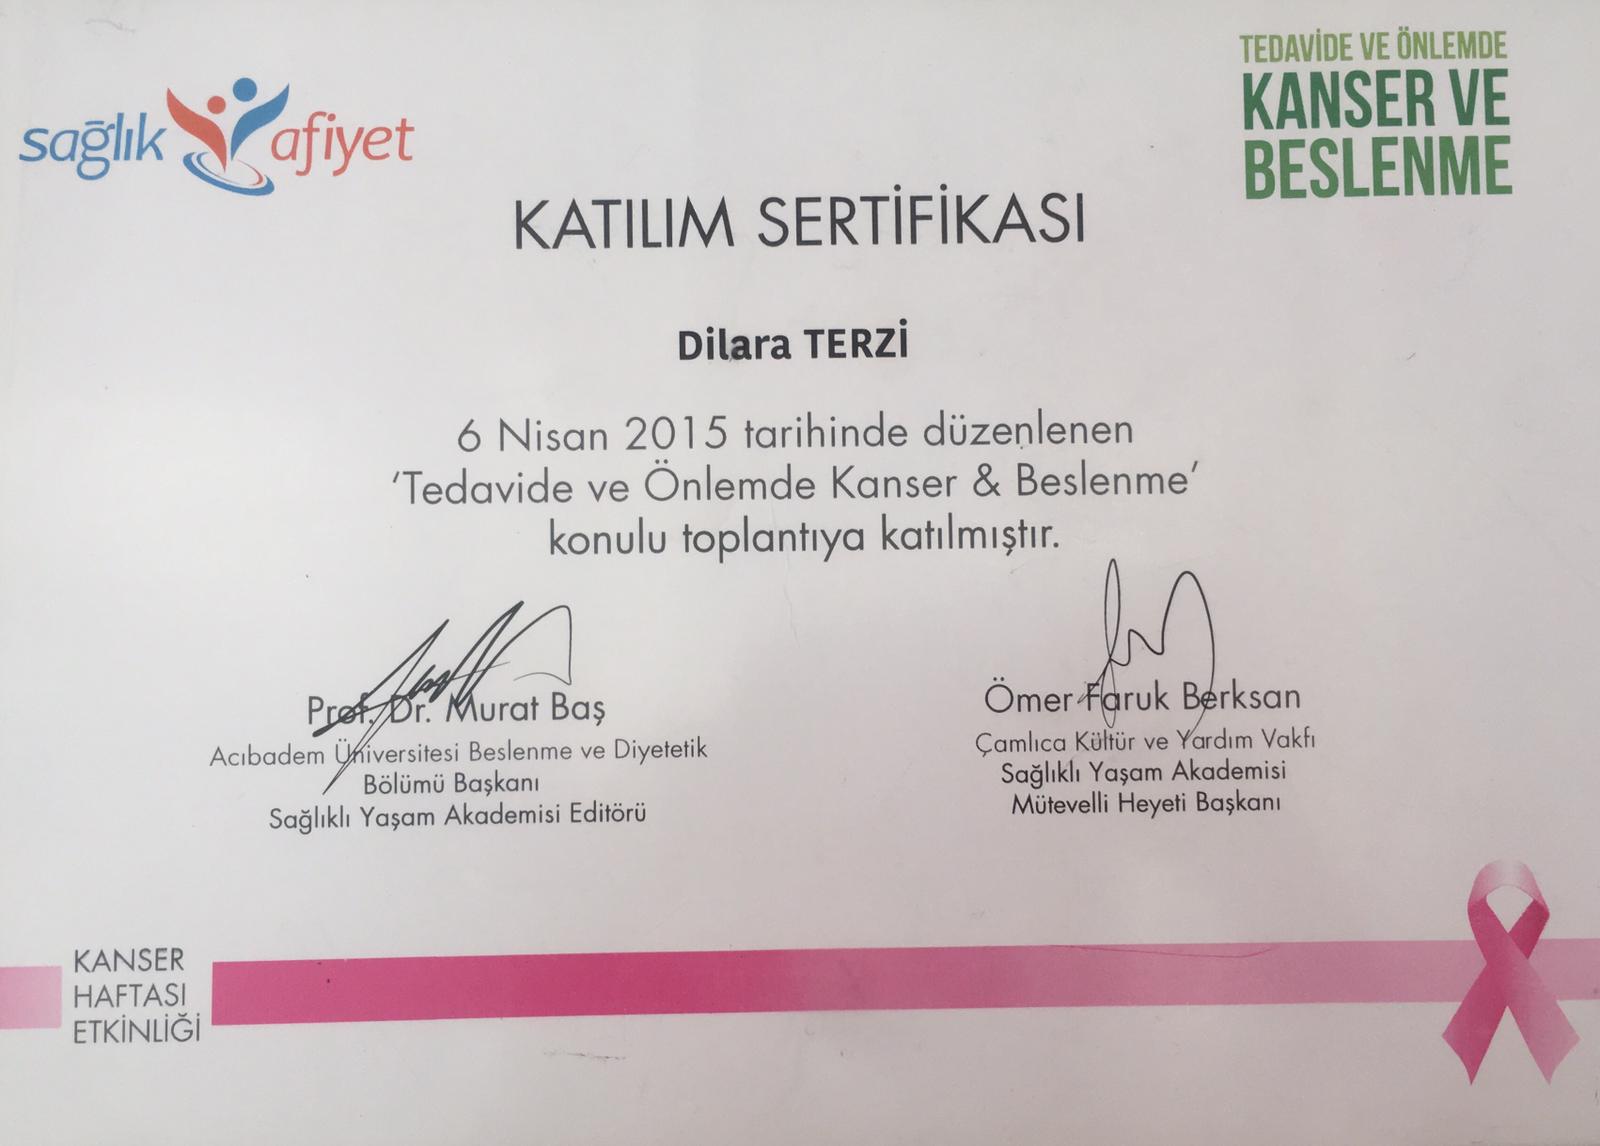 sağlık afiyet
TEDAVİDE VE ÖNLEMDE
KANSER VE
BESLENME
KATILIM SERTİFİKASI
Dilara TERZİ
6 Nisan 2015 tarihinde düzenlenen
‘Tedavide ve Önlemde Kanser & Beslenme’
konulu toplantıya katılmıştır.
Prof. Dr. Murat Baş
Acıbadem Üniversitesi Beslenme ve Diyetetik
Bölümü Başkanı
Sağlıklı Yaşam Akademisi Editörü
Ömer Faruk Berksan
Çamlıca Kültür ve Yardım Vakfı
Sağlıklı Yaşam Akademisi
Mütevelli Heyeti Başkanı
KANSER
HAFTASI
ETKİNLİĞİ